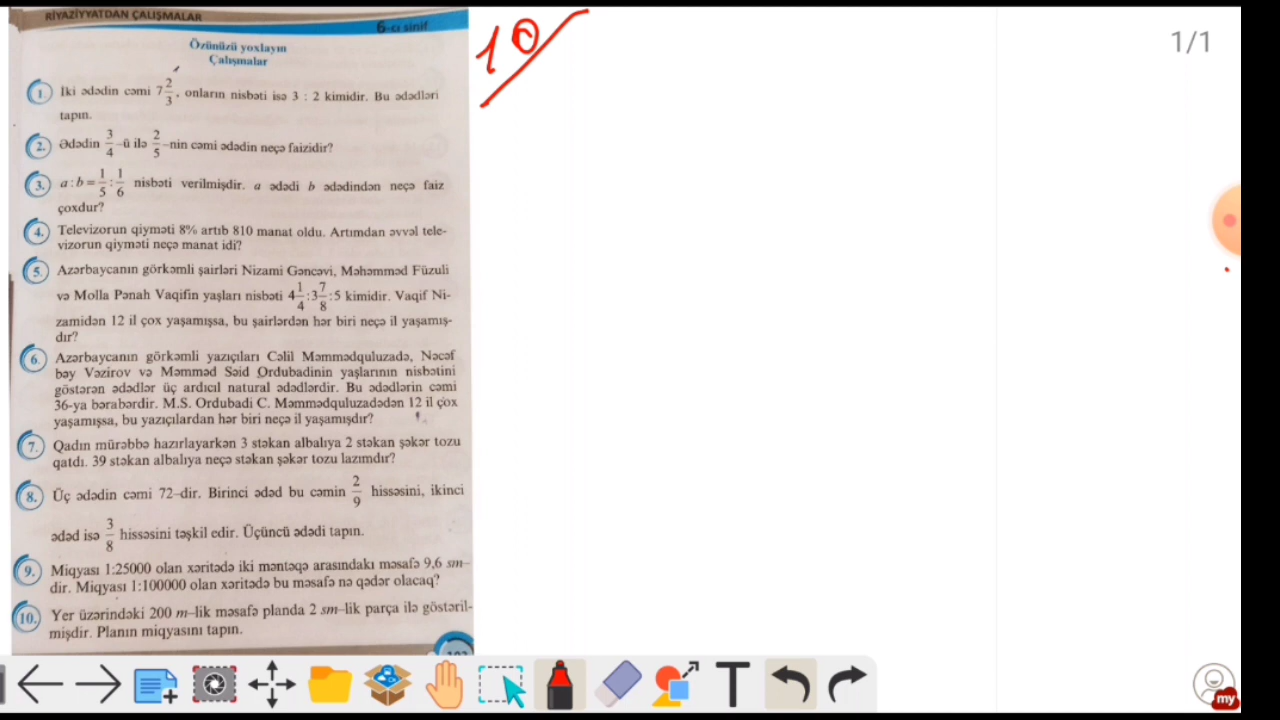 RİYAZİYYATDAN ÇALIŞMALAR
6-cı sinif
Özünüzü yoxlayın
Çalışmalar
1. İki ədədin cəmi 7 2/3, onların nisbəti isə 3 : 2 kimidir. Bu ədədləri
tapın.
2. Ədədin 3/4-ü ilə 2/5-nin cəmi ədədin neçə faizidir?
3. a : b = 1/5 : 1/6 nisbəti verilmişdir. a ədədi b ədədindən neçə faiz
çoxdur?
4. Televizorun qiyməti 8% artıb 810 manat oldu. Artımdan əvvəl tele-
vizorun qiyməti neçə manat idi?
5. Azərbaycanın görkəmli şairləri Nizami Gəncəvi, Məhəmməd Füzuli
və Molla Pənah Vaqifin yaşları nisbəti 4 1/4 : 3 7/8 : 5 kimidir. Vaqif Ni-
zamidən 12 il çox yaşamışsa, bu şairlərdən hər biri neçə il yaşamış-
dır?
6. Azərbaycanın görkəmli yazıçıları Cəlil Məmmədquluzadə, Nəcəf
bəy Vəzirov və Məmməd Səid Ordubadinin yaşlarının nisbətini
göstərən ədədlər üç ardıcıl natural ədədlərdir. Bu ədədlərin cəmi
36-ya bərabərdir. M.S. Ordubadi C. Məmmədquluzadədən 12 il çox
yaşamışsa, bu yazıçılardan hər biri neçə il yaşamışdır?
7. Qadın mürəbbə hazırlayarkən 3 stəkan albalıya 2 stəkan şəkər tozu
qatdı. 39 stəkan albalıya neçə stəkan şəkər tozu lazımdır?
8. Üç ədədin cəmi 72–dir. Birinci ədəd bu cəmin 2/9 hissəsini, ikinci
ədəd isə 3/8 hissəsini təşkil edir. Üçüncü ədədi tapın.
9. Miqyası 1:25000 olan xəritədə iki məntəqə arasındakı məsafə 9,6 sm–
dir. Miqyası 1:100000 olan xəritədə bu məsafə nə qədər olacaq?
10. Yer üzərindəki 200 m–lik məsafə planda 2 sm–lik parça ilə göstəril-
mişdir. Planın miqyasını tapın.
10
1/1
T
my